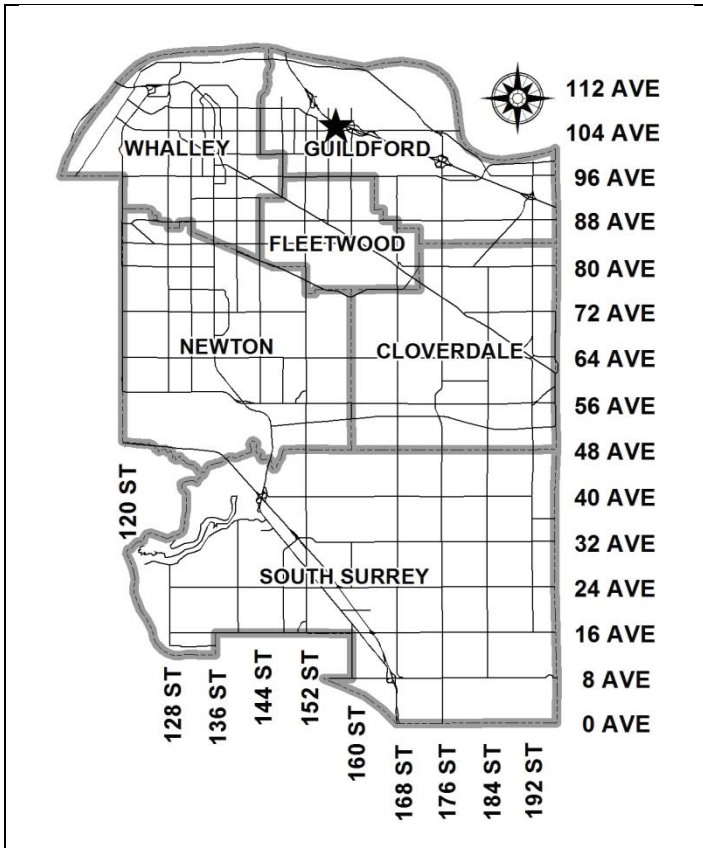 112 AVE
104 AVE
WHALLEY
GUILDFORD
96 AVE
88 AVE
FLEETWOOD
80 AVE
72 AVE
NEWTON
CLOVERDALE
64 AVE
56 AVE
48 AVE
120 ST
40 AVE
32 AVE
SOUTH SURREY
24 AVE
16 AVE
8 AVE
0 AVE
128 ST
136 ST
144 ST
152 ST
160 ST
168 ST
176 ST
184 ST
192 ST